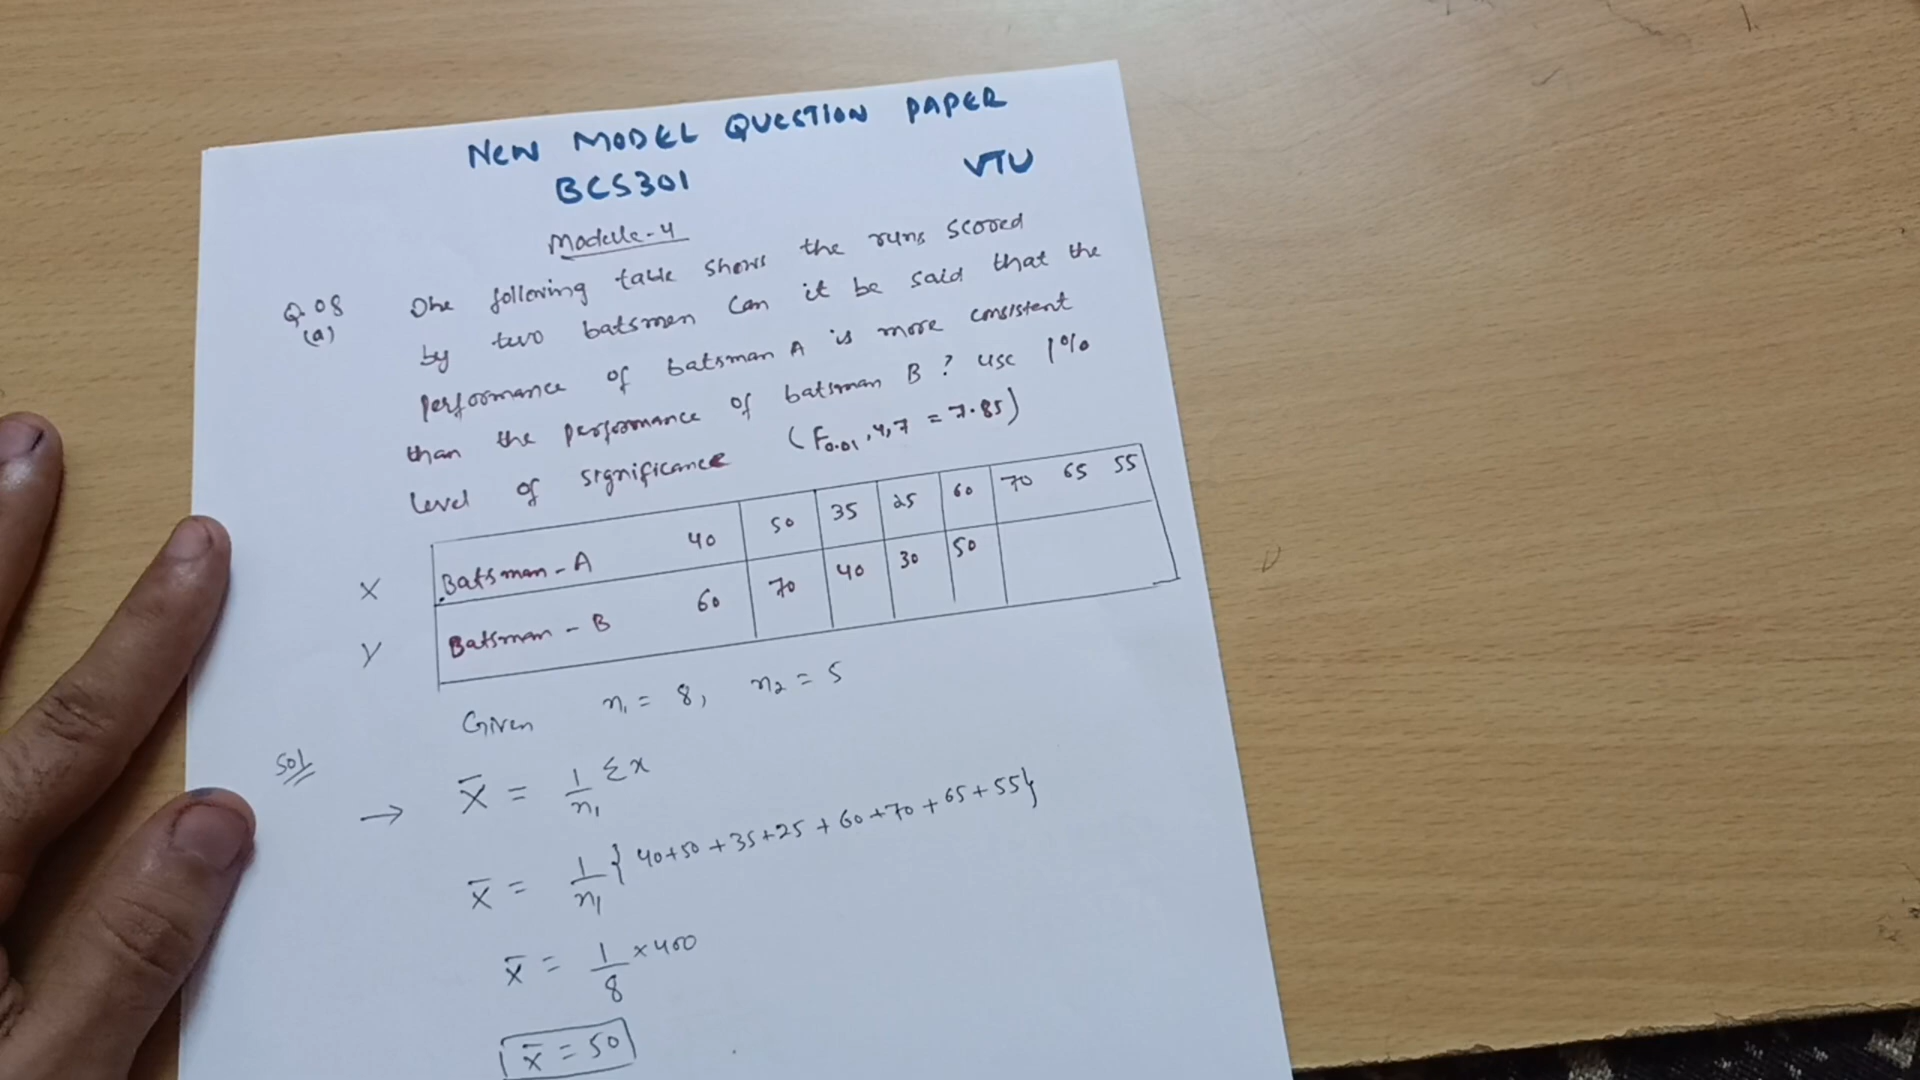 NEW MODEL QUESTION PAPER
BCS301 VTU
Module-4
Q.08 The following table shows the runs scored
(a) by two batsmen can it be said that the
performance of batsman A is more consistent
than the performance of batsman B ? use 1%
level of significance (F0.01,4,7 = 7.85)
X Batsman - A 40 50 35 25 60 70 65 55
Y Batsman - B 60 70 40 30 50
Sol Given n₁ = 8, n₂ = 5
→ x̄ = 1/n₁ Σx
x̄ = 1/n₁ {40+50+35+25+60+70+65+55}
x̄ = 1/8 × 400
x̄ = 50